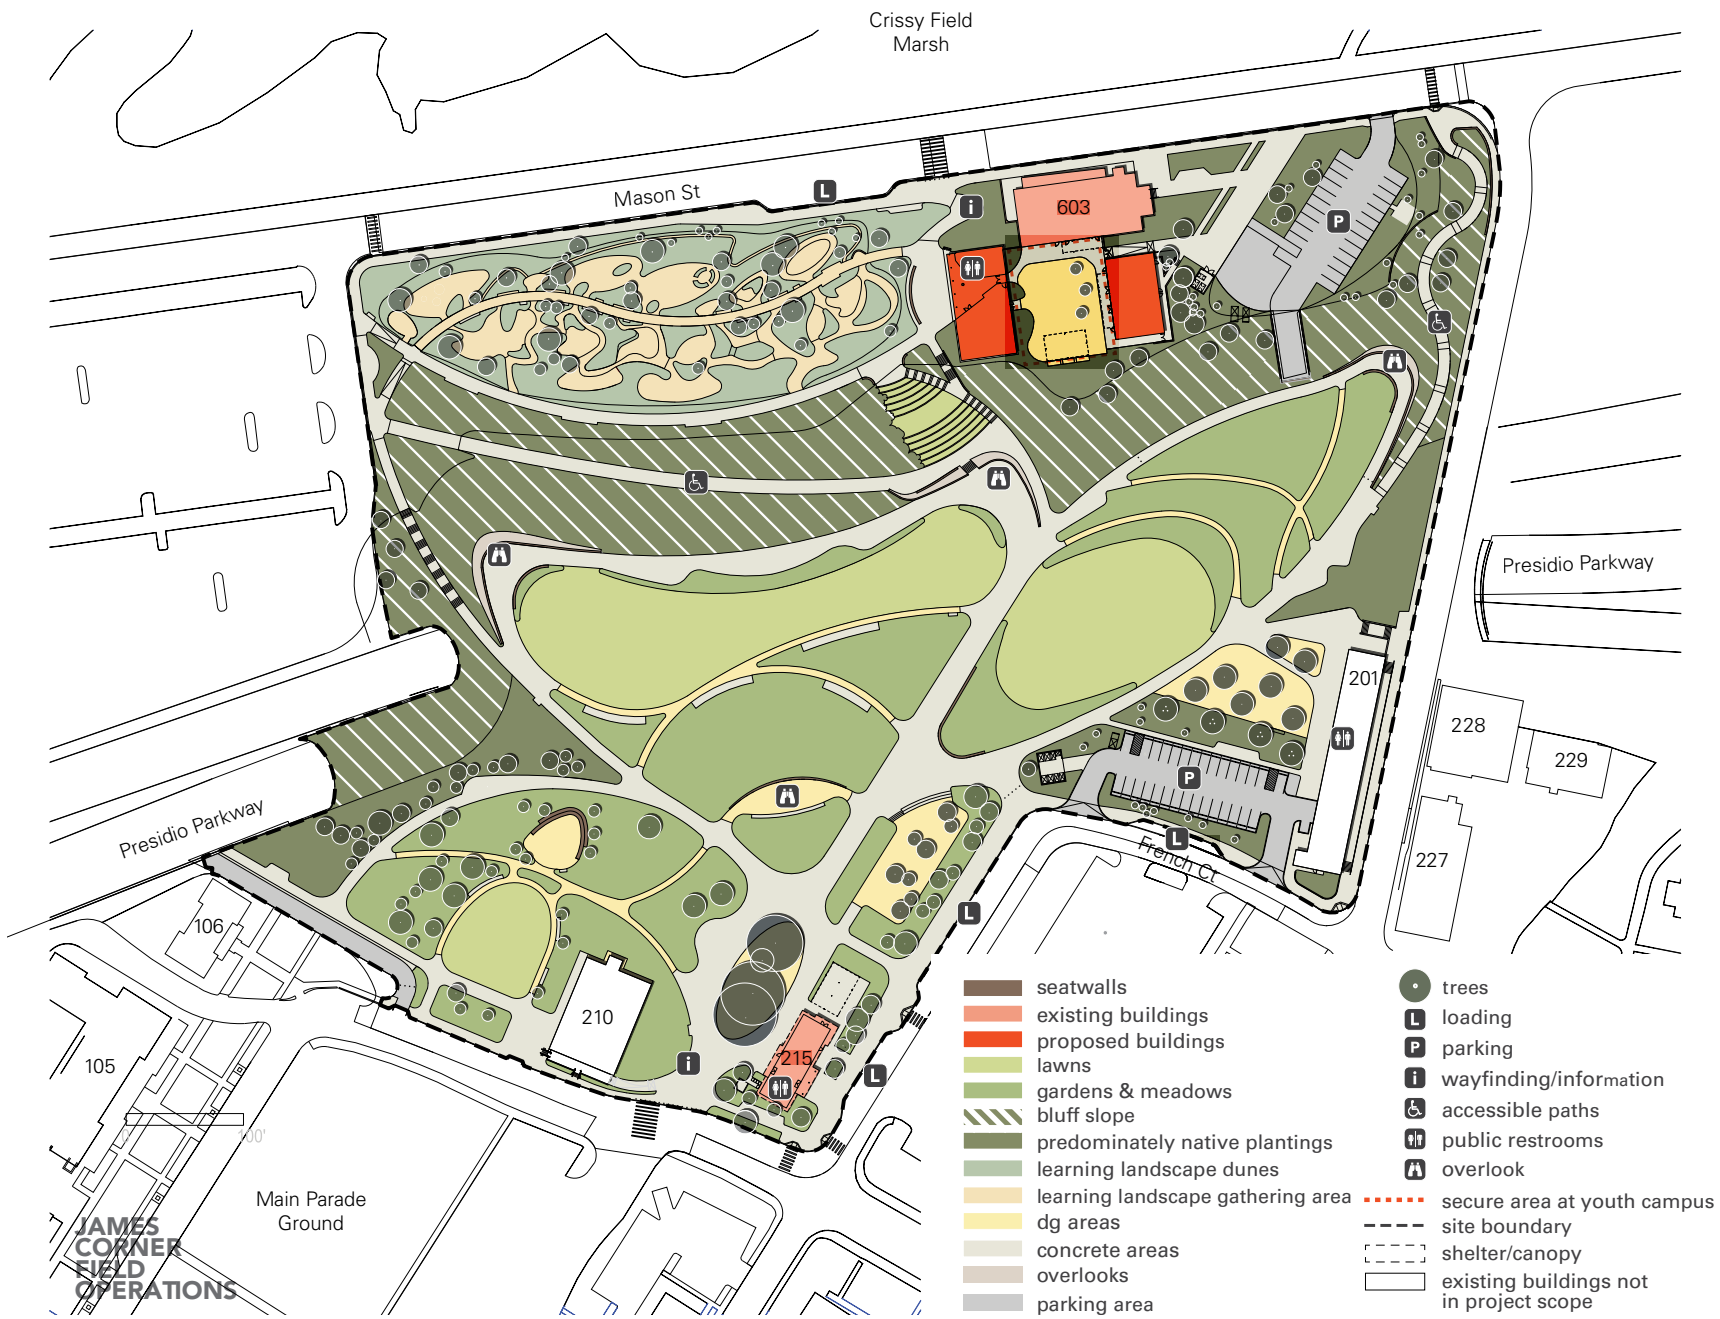 Crissy Field
Marsh
Mason St
L
i
603
P
Presidio Parkway
201
228
229
P
Presidio Parkway
L
French Ct
227
106
L
210
i
215
L
105
0
100'
Main Parade
Ground
JAMES
CORNER
FIELD
OPERATIONS
seatwalls
existing buildings
proposed buildings
lawns
gardens & meadows
bluff slope
predominately native plantings
learning landscape dunes
learning landscape gathering area
dg areas
concrete areas
overlooks
parking area
trees
L loading
P parking
i wayfinding/information
accessible paths
public restrooms
overlook
secure area at youth campus
site boundary
shelter/canopy
existing buildings not
in project scope